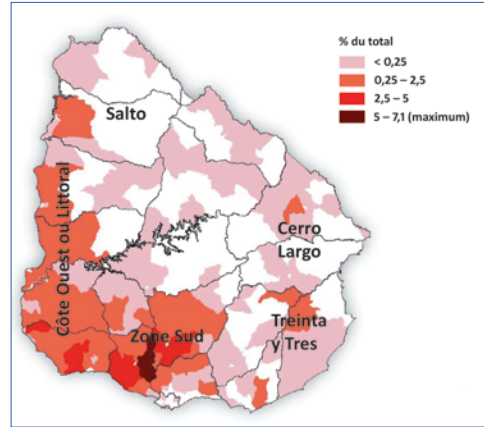 % du total
< 0,25
0,25 – 2,5
2,5 – 5
5 – 7,1 (maximum)
Salto
Côte Ouest ou Littoral
Cerro
Largo
Zone Sud
Treinta
y Tres